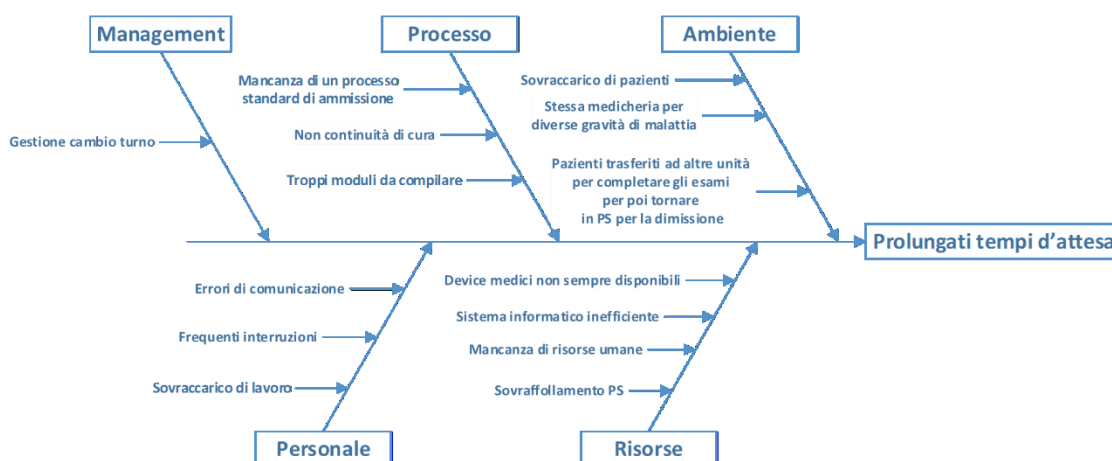 Management
Processo
Ambiente
Mancanza di un processo
standard di ammissione
Sovraccarico di pazienti
Stessa medicheria per
diverse gravità di malattia
Gestione cambio turno
Non continuità di cura
Troppi moduli da compilare
Pazienti trasferiti ad altre unità
per completare gli esami
per poi tornare
in PS per la dimissione
Prolungati tempi d'attesa
Errori di comunicazione
Frequenti interruzioni
Sovraccarico di lavoro
Device medici non sempre disponibili
Sistema informatico inefficiente
Mancanza di risorse umane
Sovraffollamento PS
Personale
Risorse